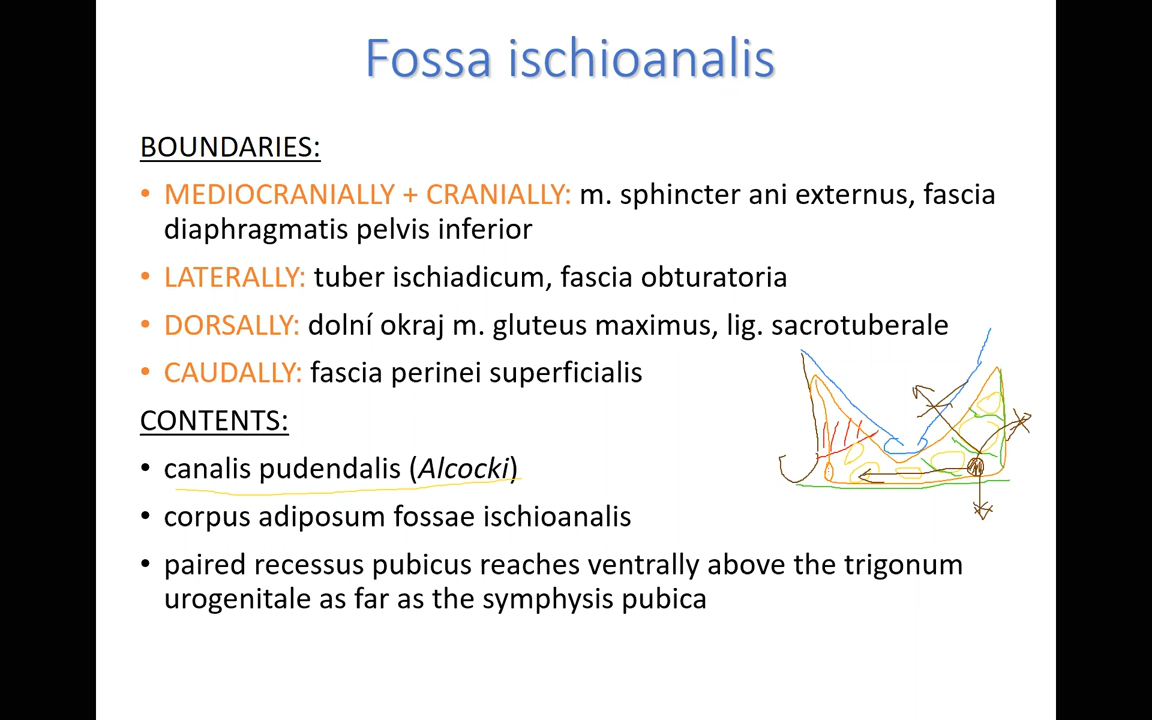 Fossa ischioanalis
BOUNDARIES:
• MEDIOCRANIALLY + CRANIALLY: m. sphincter ani externus, fascia
diaphragmatis pelvis inferior
• LATERALLY: tuber ischiadicum, fascia obturatoria
• DORSALLY: dolní okraj m. gluteus maximus, lig. sacrotuberale
• CAUDALLY: fascia perinei superficialis
CONTENTS:
• canalis pudendalis (Alcocki)
• corpus adiposum fossae ischioanalis
• paired recessus pubicus reaches ventrally above the trigonum
urogenitale as far as the symphysis pubica